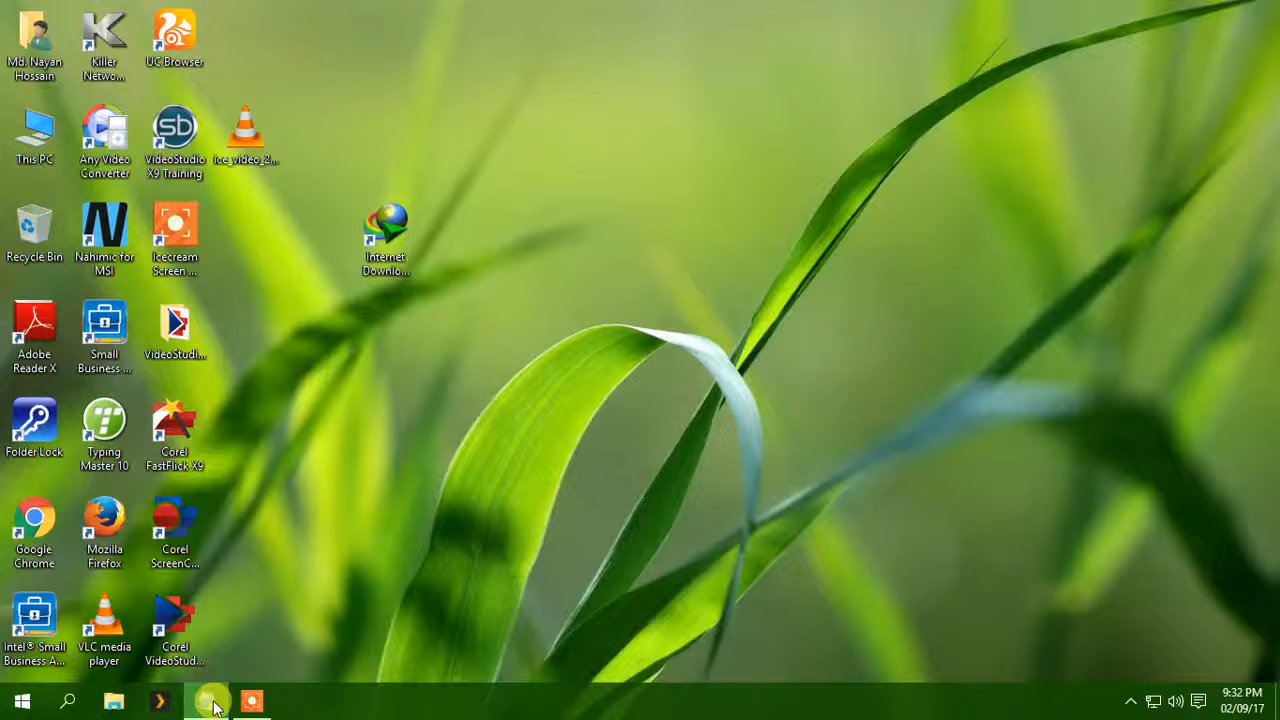 Md. Nayan
Hossain
Killer
Netwo...
UC Browser
This PC
Any Video
Converter
VideoStudio
X9 Training
ice_video_2...
Recycle Bin
Nahimic for
MSI
Icecream
Screen ...
Internet
Downlo...
Adobe
Reader X
Small
Business ...
VideoStudi...
Folder Lock
Typing
Master 10
Corel
FastFlick X9
Google
Chrome
Mozilla
Firefox
Corel
ScreenC...
Intel® Small
Business A...
VLC media
player
Corel
VideoStud...
9:32 PM
02/09/17